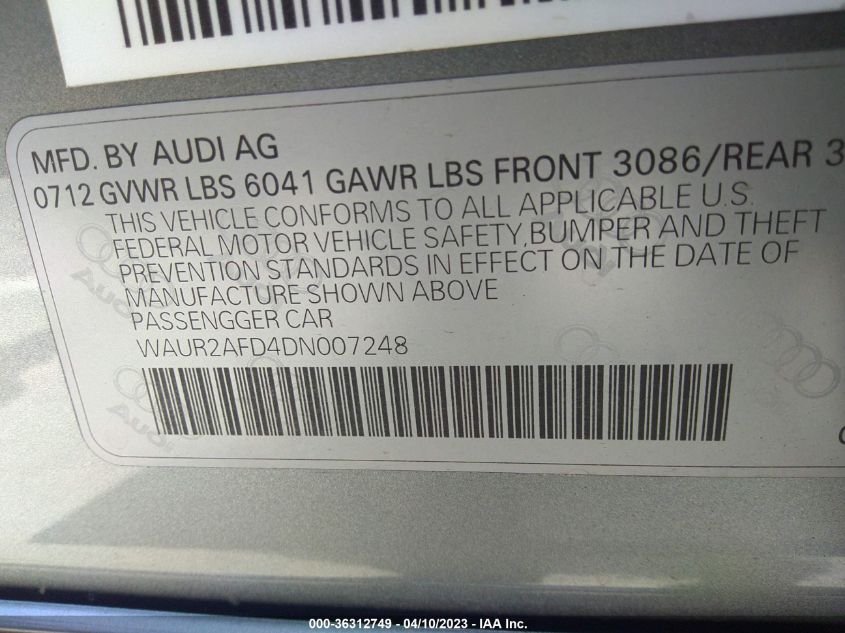 MFD. BY AUDI AG
0712 GVWR LBS 6041 GAWR LBS FRONT 3086/REAR 3
THIS VEHICLE CONFORMS TO ALL APPLICABLE U.S.
FEDERAL MOTOR VEHICLE SAFETY,BUMPER AND THEFT
PREVENTION STANDARDS IN EFFECT ON THE DATE OF
MANUFACTURE SHOWN ABOVE
PASSENGGER CAR
WAUR2AFD4DN007248
Audi
000-36312749 - 04/10/2023 - IAA Inc.